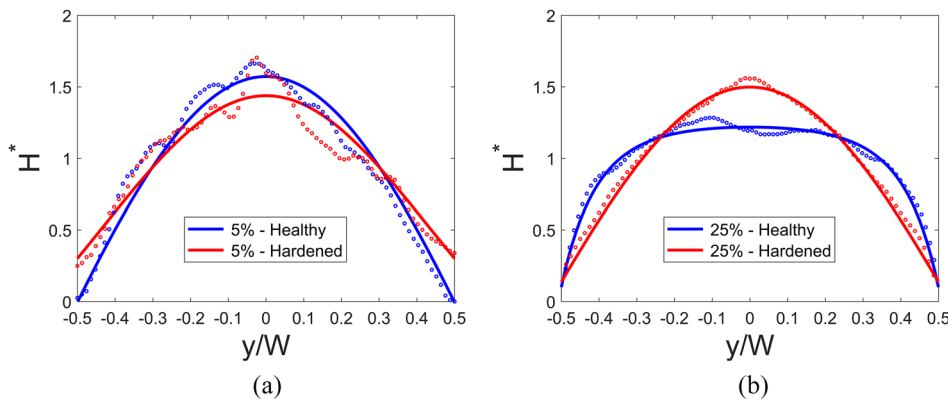 2
1.5
1
0.5
0
H*
5% - Healthy
5% - Hardened
-0.5 -0.4 -0.3 -0.2 -0.1 0 0.1 0.2 0.3 0.4 0.5
y/W
(a)
2
1.5
1
0.5
0
H*
25% - Healthy
25% - Hardened
-0.5 -0.4 -0.3 -0.2 -0.1 0 0.1 0.2 0.3 0.4 0.5
y/W
(b)